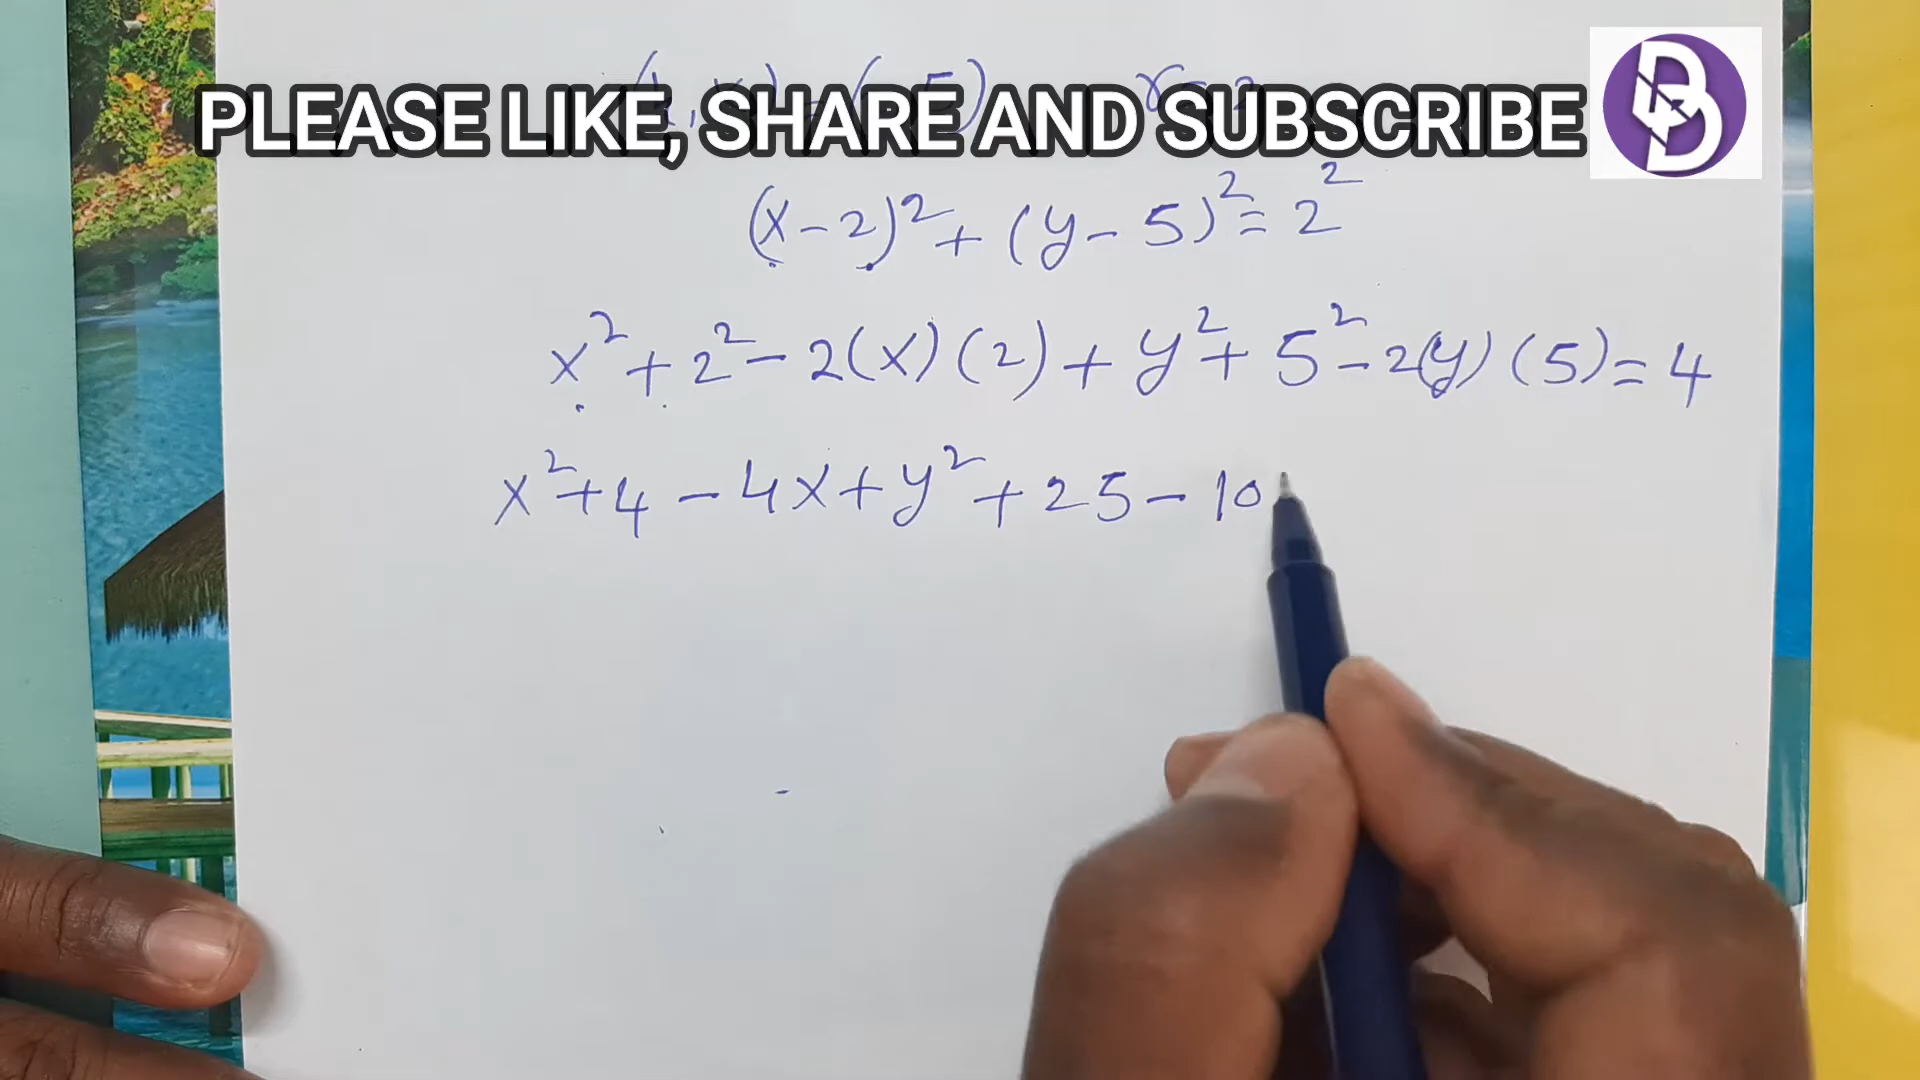 PLEASE LIKE, SHARE AND SUBSCRIBE
(x-2)² + (y-5)² = 2²
x² + 2² - 2(x)(2) + y² + 5² - 2(y)(5) = 4
x² + 4 - 4x + y² + 25 - 10